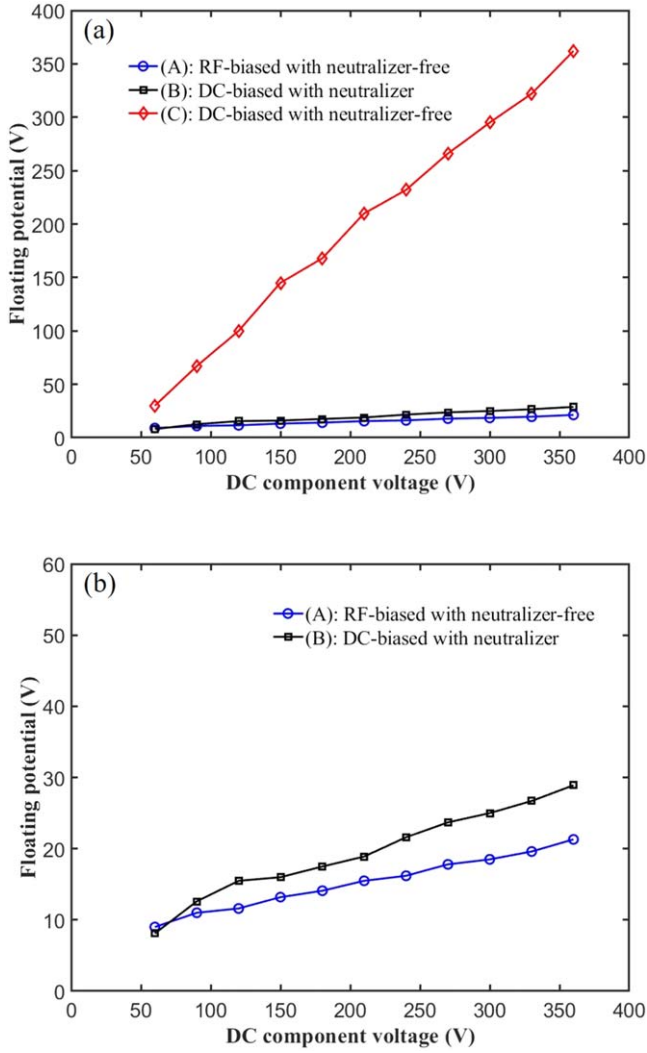 (a)
(A): RF-biased with neutralizer-free
(B): DC-biased with neutralizer
(C): DC-biased with neutralizer-free
400
350
300
250
200
150
100
50
0
Floating potential (V)
0 50 100 150 200 250 300 350 400
DC component voltage (V)
(b)
(A): RF-biased with neutralizer-free
(B): DC-biased with neutralizer
60
50
40
30
20
10
0
Floating potential (V)
0 50 100 150 200 250 300 350 400
DC component voltage (V)